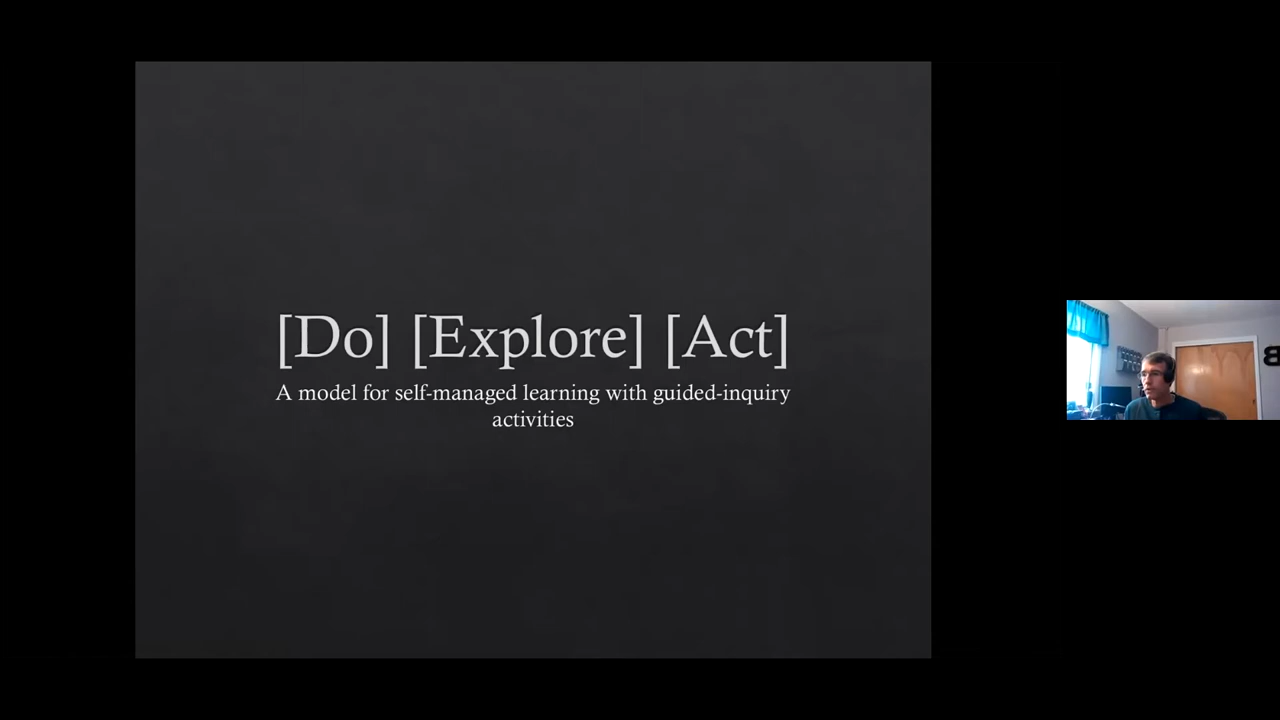 [Do] [Explore] [Act]
A model for self-managed learning with guided-inquiry
activities